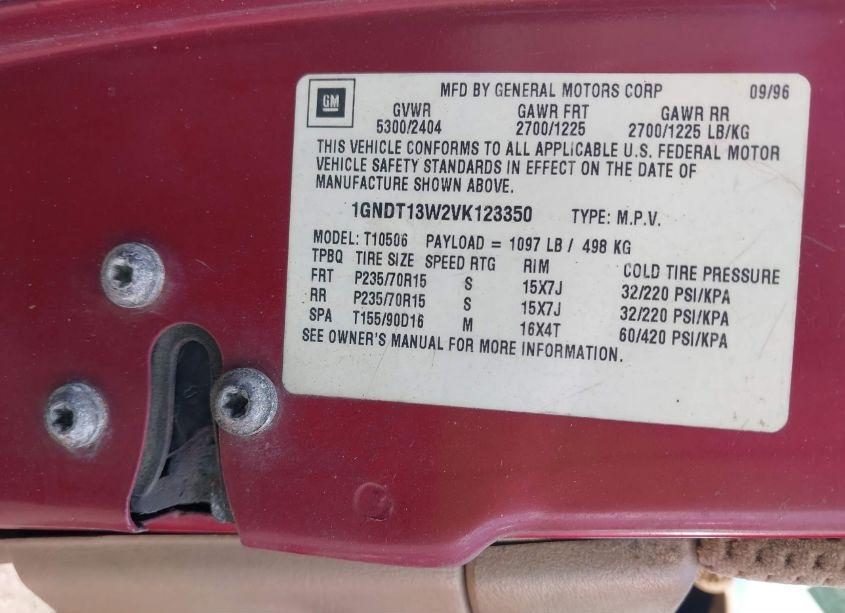 GM
MFD BY GENERAL MOTORS CORP 09/96
GVWR GAWR FRT GAWR RR
5300/2404 2700/1225 2700/1225 LB/KG
THIS VEHICLE CONFORMS TO ALL APPLICABLE U.S. FEDERAL MOTOR
VEHICLE SAFETY STANDARDS IN EFFECT ON THE DATE OF
MANUFACTURE SHOWN ABOVE.
1GNDT13W2VK123350 TYPE: M.P.V.
MODEL: T10506 PAYLOAD = 1097 LB / 498 KG
TPBQ TIRE SIZE SPEED RTG RIM COLD TIRE PRESSURE
FRT P235/70R15 S 15X7J 32/220 PSI/KPA
RR P235/70R15 S 15X7J 32/220 PSI/KPA
SPA T155/90D16 M 16X4T 60/420 PSI/KPA
SEE OWNER'S MANUAL FOR MORE INFORMATION.